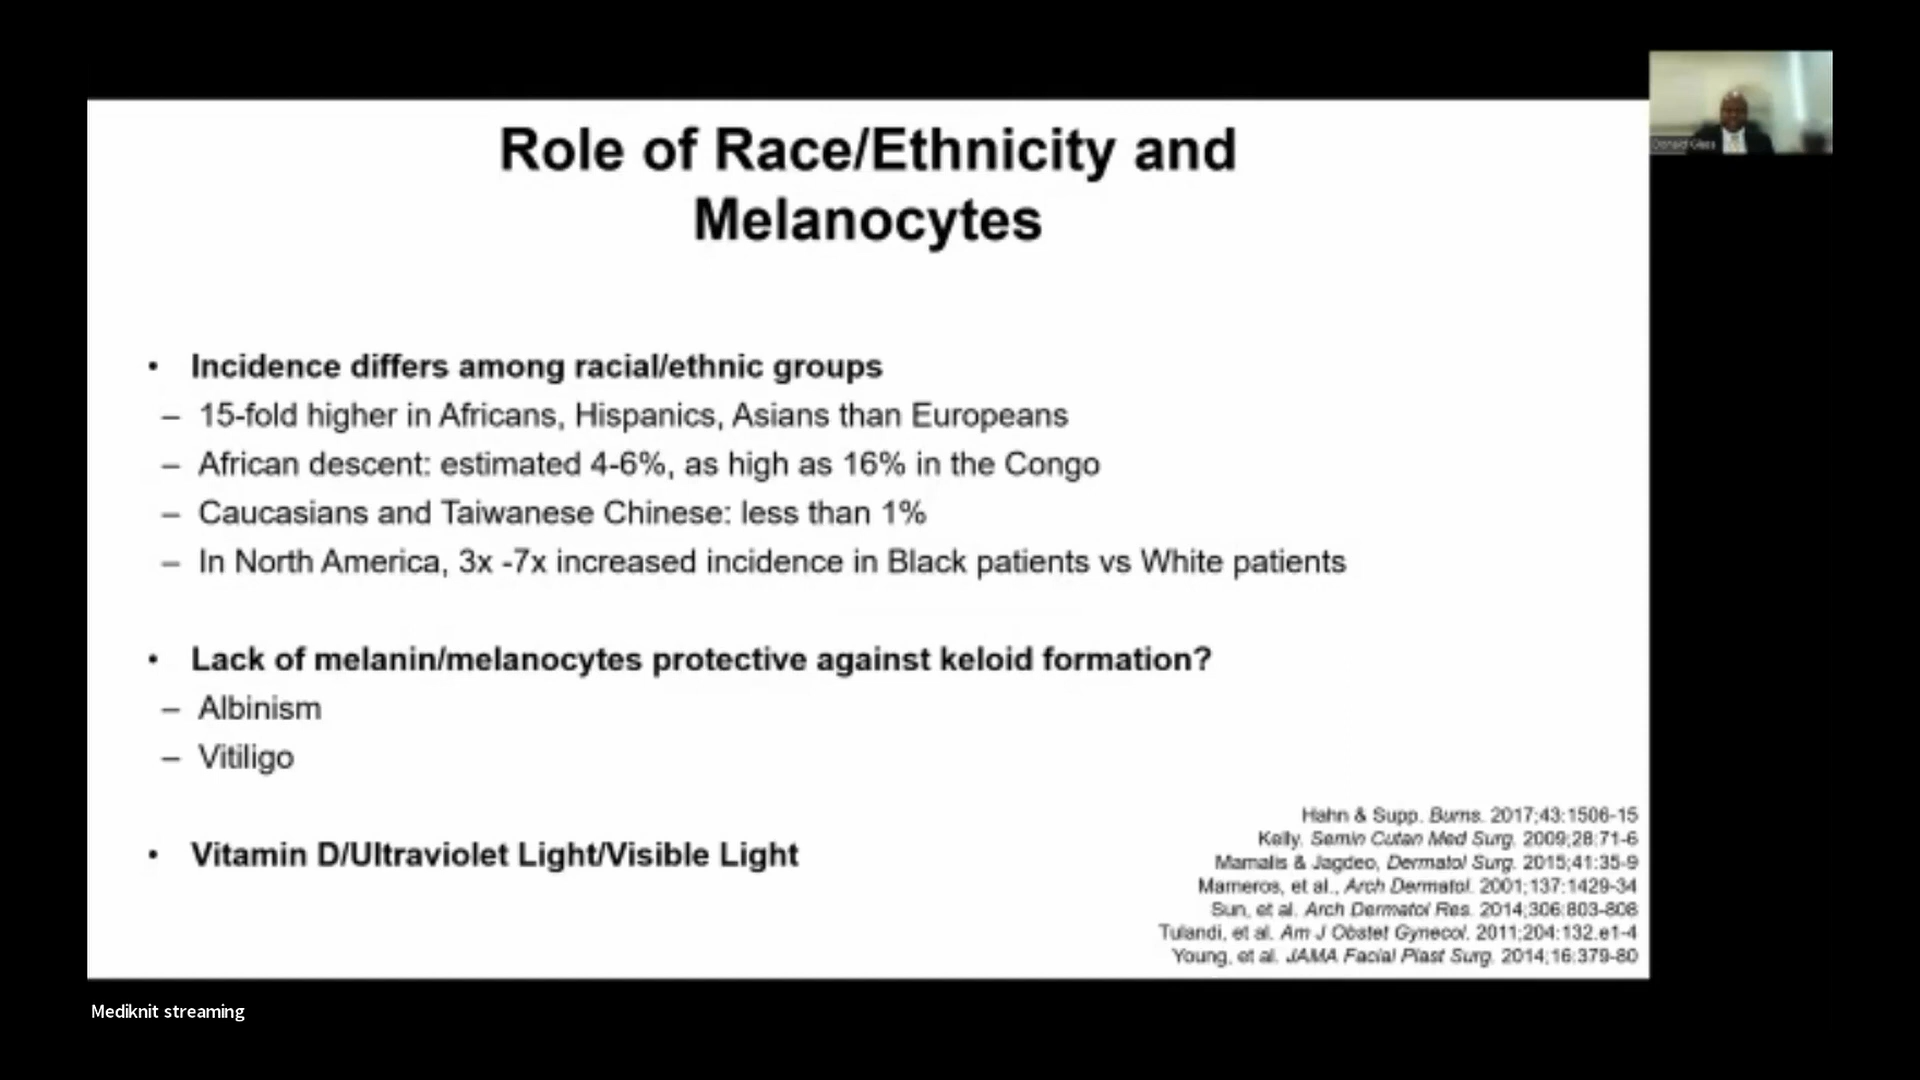 Role of Race/Ethnicity and
Melanocytes
• Incidence differs among racial/ethnic groups
– 15-fold higher in Africans, Hispanics, Asians than Europeans
– African descent: estimated 4-6%, as high as 16% in the Congo
– Caucasians and Taiwanese Chinese: less than 1%
– In North America, 3x -7x increased incidence in Black patients vs White patients
• Lack of melanin/melanocytes protective against keloid formation?
– Albinism
– Vitiligo
• Vitamin D/Ultraviolet Light/Visible Light
Hahn & Supp. Burns. 2017;43:1506-15
Kelly. Semin Cutan Med Surg. 2009;28:71-6
Mamalis & Jagdeo, Dermatol Surg. 2015;41:35-9
Marneros, et al., Arch Dermatol. 2001;137:1429-34
Sun, et al. Arch Dermatol Res. 2014;306:803-808
Tulandi, et al. Am J Obstet Gynecol. 2011;204:132.e1-4
Young, et al. JAMA Facial Plast Surg. 2014;16:379-80
Donald Glass
Mediknit streaming